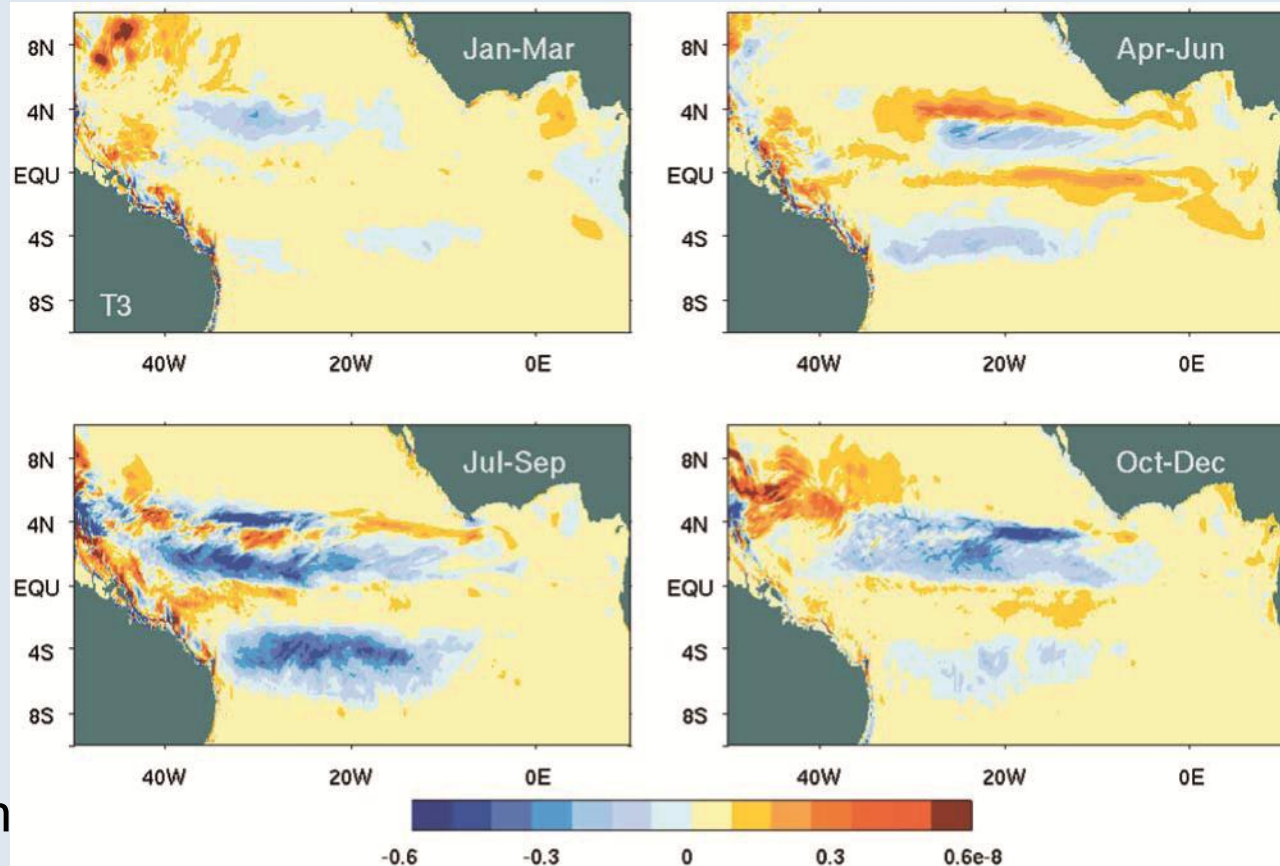 Jan-Mar
Apr-Jun
8N
4N
EQU
4S
8S
T3
40W
20W
0E
8N
4N
EQU
4S
8S
40W
20W
0E
Jul-Sep
Oct-Dec
8N
4N
EQU
4S
8S
40W
20W
0E
8N
4N
EQU
4S
8S
40W
20W
0E
n
-0.6 -0.3 0 0.3 0.6e-8